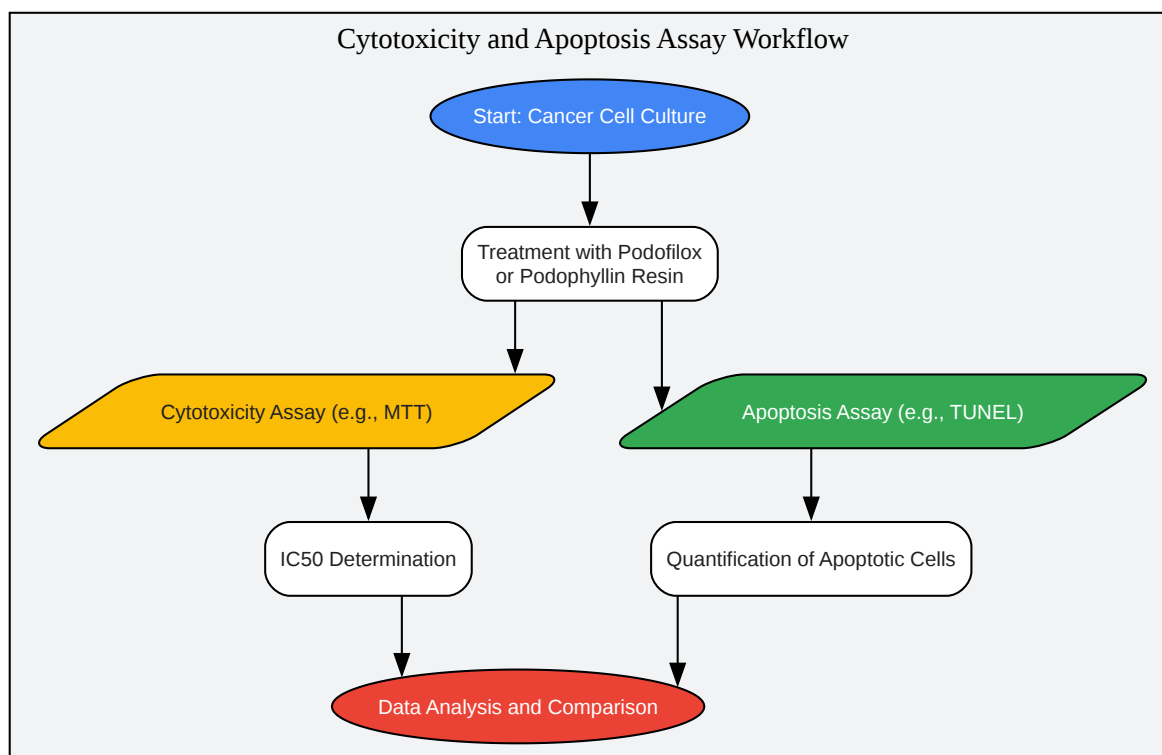 Cytotoxicity and Apoptosis Assay Workflow
Start: Cancer Cell Culture
Treatment with Podofilox
or Podophyllin Resin
Cytotoxicity Assay (e.g., MTT)
Apoptosis Assay (e.g., TUNEL)
IC50 Determination
Quantification of Apoptotic Cells
Data Analysis and Comparison